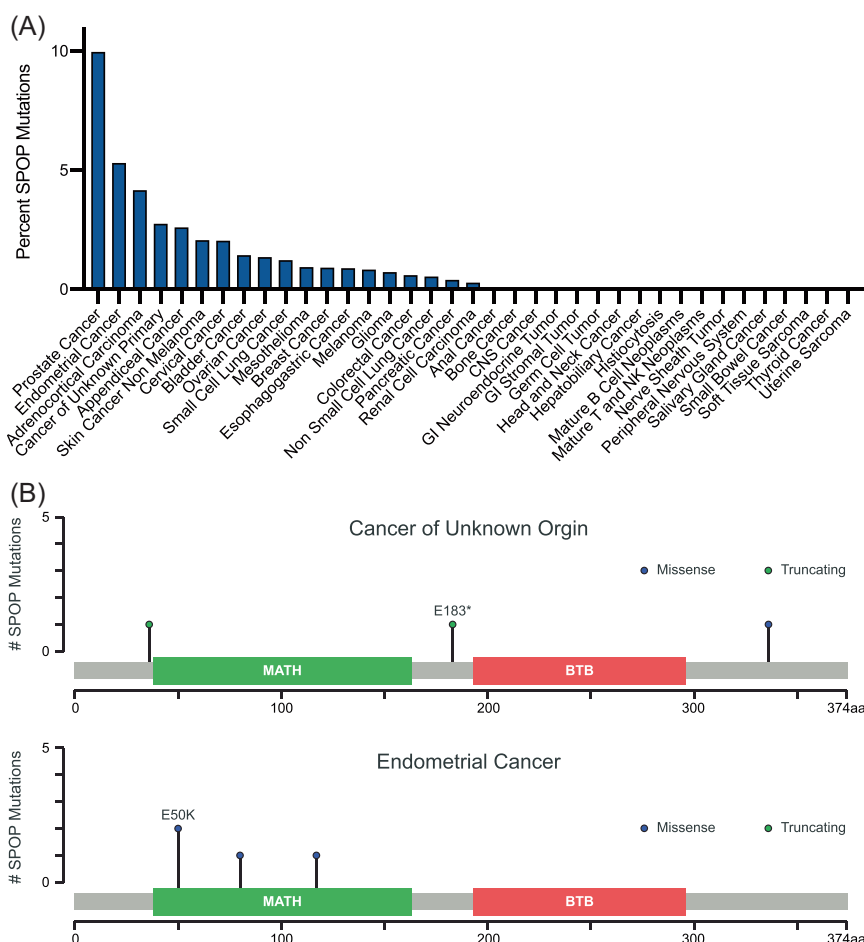 (A)
Percent SPOP Mutations
10
5
0
Prostate Cancer
Endometrial Cancer
Adrenocortical Carcinoma
Cancer of Unknown Primary
Appendiceal Cancer
Skin Cancer Non Melanoma
Cervical Cancer
Bladder Cancer
Ovarian Cancer
Small Cell Lung Cancer
Mesothelioma
Breast Cancer
Esophagogastric Cancer
Melanoma
Glioma
Colorectal Cancer
Non Small Cell Lung Cancer
Pancreatic Cancer
Renal Cell Carcinoma
Anal Cancer
Bone Cancer
CNS Cancer
GI Neuroendocrine Tumor
GI Stromal Tumor
Germ Cell Tumor
Head and Neck Cancer
Hepatobiliary Cancer
Histiocytosis
Mature B Cell Neoplasms
Mature T and NK Neoplasms
Nerve Sheath Tumor
Peripheral Nervous System
Salivary Gland Cancer
Small Bowel Cancer
Soft Tissue Sarcoma
Thyroid Cancer
Uterine Sarcoma
(B)
# SPOP Mutations
5
0
Cancer of Unknown Orgin
Missense
Truncating
E183*
MATH
BTB
0
100
200
300
374aa
# SPOP Mutations
5
0
Endometrial Cancer
Missense
Truncating
E50K
MATH
BTB
0
100
200
300
374aa